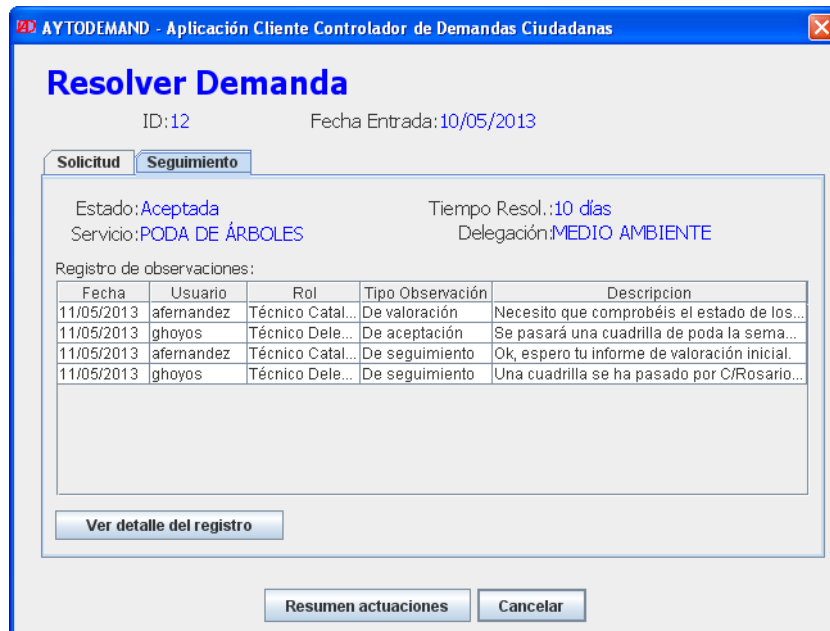 AYTODEMAND - Aplicación Cliente Controlador de Demandas Ciudadanas
Resolver Demanda
ID:12 Fecha Entrada:10/05/2013
Solicitud Seguimiento
Estado:Aceptada Tiempo Resol.:10 días
Servicio:PODA DE ÁRBOLES Delegación:MEDIO AMBIENTE
Registro de observaciones:
Fecha Usuario Rol Tipo Observación Descripcion
11/05/2013 afernandez Técnico Catal... De valoración Necesito que comprobéis el estado de los...
11/05/2013 ghoyos Técnico Dele... De aceptación Se pasará una cuadrilla de poda la sema...
11/05/2013 afernandez Técnico Catal... De seguimiento Ok, espero tu informe de valoración inicial.
11/05/2013 ghoyos Técnico Dele... De seguimiento Una cuadrilla se ha pasado por C/Rosario...
Ver detalle del registro
Resumen actuaciones Cancelar